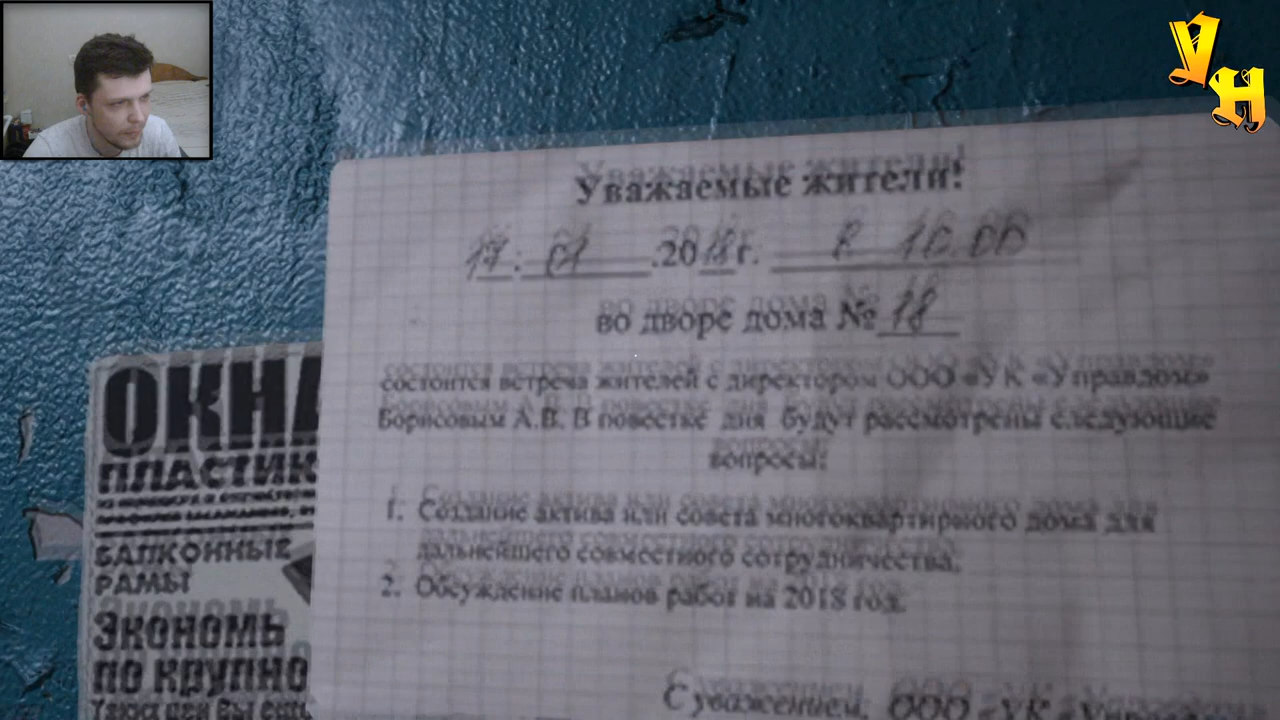 УН
Уважаемые жители!
17.01.2018г. в 10.00
во дворе дома № 18
состоится встреча жителей с директором ООО «УК «Управдом»
Борисовым А.В. В повестке дня будут рассмотрены следующие
вопросы:
1. Создание актива или совета многоквартирного дома для
дальнейшего совместного сотрудничества.
2. Обсуждение планов работ на 2018 год.
С уважением, ООО «УК «Управдом
ОКНА
ПЛАСТИК
БАЛКОННЫЕ
РАМЫ
ЭКОНОМЬ
ПО КРУПНО